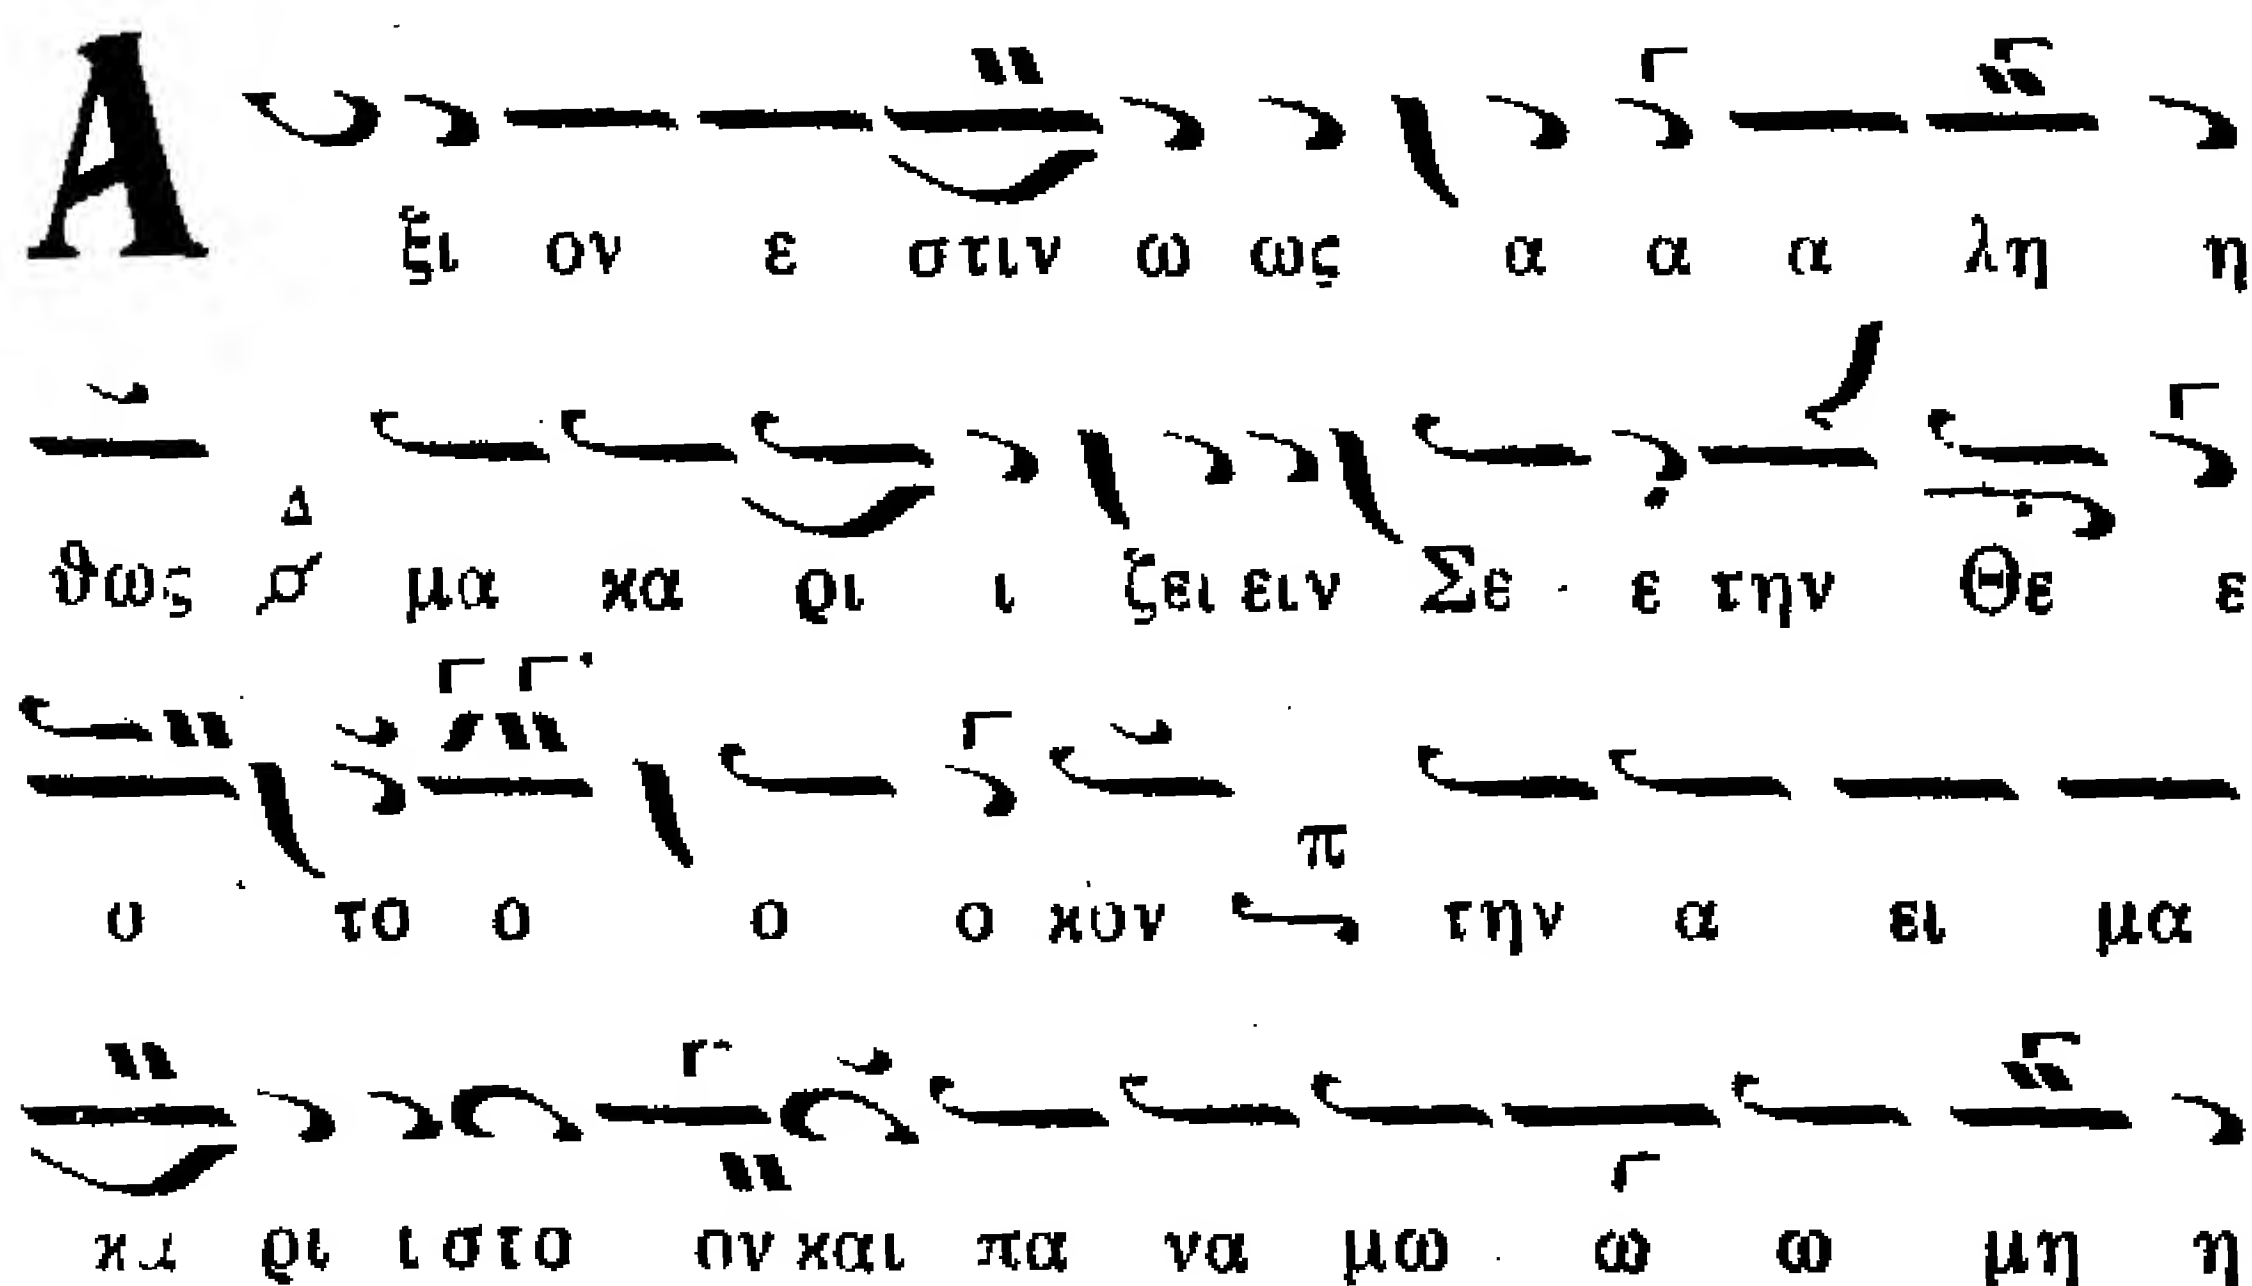 Α ξι ον ε στιν ω ως α α α λη η
θως Δ μα κα ρι ι ζει ειν Σε ε την Θε ε
ο το ο ο ο κον π την α ει μα
κα ρι ι στο ον και πα να μω ω ω μη η